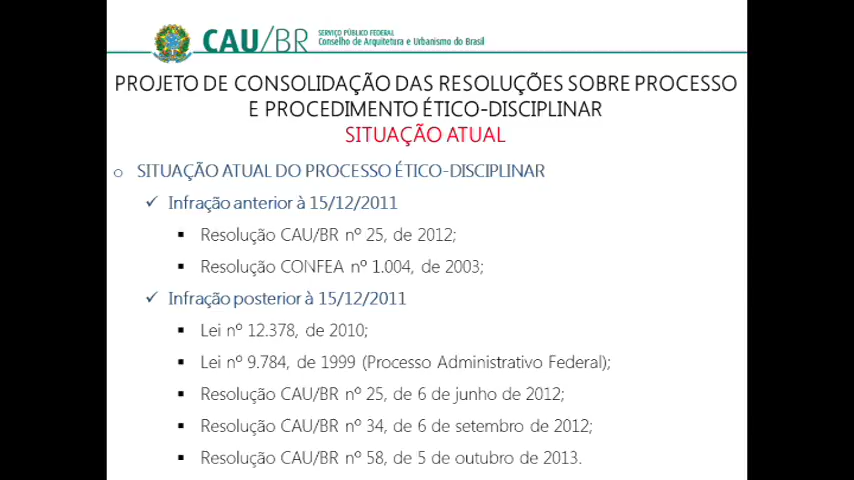 CAU/BR
SERVIÇO PÚBLICO FEDERAL
Conselho de Arquitetura e Urbanismo do Brasil
PROJETO DE CONSOLIDAÇÃO DAS RESOLUÇÕES SOBRE PROCESSO
E PROCEDIMENTO ÉTICO-DISCIPLINAR
SITUAÇÃO ATUAL
o SITUAÇÃO ATUAL DO PROCESSO ÉTICO-DISCIPLINAR
✓ Infração anterior à 15/12/2011
▪ Resolução CAU/BR nº 25, de 2012;
▪ Resolução CONFEA nº 1.004, de 2003;
✓ Infração posterior à 15/12/2011
▪ Lei nº 12.378, de 2010;
▪ Lei nº 9.784, de 1999 (Processo Administrativo Federal);
▪ Resolução CAU/BR nº 25, de 6 de junho de 2012;
▪ Resolução CAU/BR nº 34, de 6 de setembro de 2012;
▪ Resolução CAU/BR nº 58, de 5 de outubro de 2013.